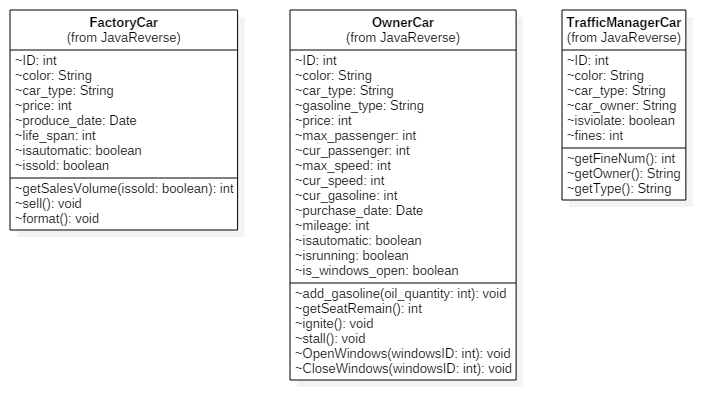 FactoryCar
(from JavaReverse)
~ID: int
~color: String
~car_type: String
~price: int
~produce_date: Date
~life_span: int
~isautomatic: boolean
~issold: boolean
~getSalesVolume(issold: boolean): int
~sell(): void
~format(): void
OwnerCar
(from JavaReverse)
~ID: int
~color: String
~car_type: String
~gasoline_type: String
~price: int
~max_passenger: int
~cur_passenger: int
~max_speed: int
~cur_speed: int
~cur_gasoline: int
~purchase_date: Date
~mileage: int
~isautomatic: boolean
~isrunning: boolean
~is_windows_open: boolean
~add_gasoline(oil_quantity: int): void
~getSeatRemain(): int
~ignite(): void
~stall(): void
~OpenWindows(windowsID: int): void
~CloseWindows(windowsID: int): void
TrafficManagerCar
(from JavaReverse)
~ID: int
~color: String
~car_type: String
~car_owner: String
~isviolate: boolean
~fines: int
~getFineNum(): int
~getOwner(): String
~getType(): String